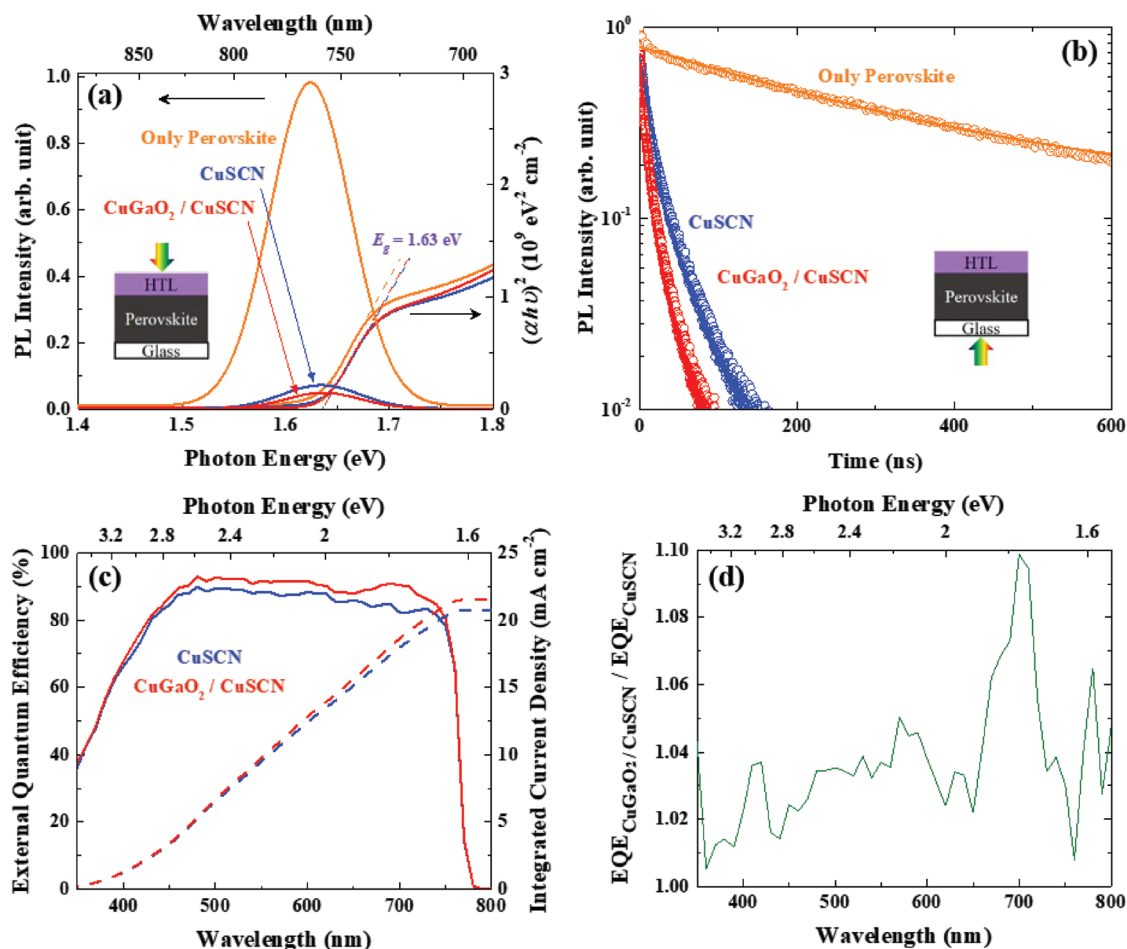 Wavelength (nm)
850 800 750 700
(a)
1.0
0.8
0.6
0.4
0.2
0.0
PL Intensity (arb. unit)
Only Perovskite
CuSCN
CuGaO₂ / CuSCN
E_g = 1.63 eV
HTL
Perovskite
Glass
3
2
1
0
(αhυ)² (10⁹ eV² cm⁻²)
1.4 1.5 1.6 1.7 1.8
Photon Energy (eV)
(b)
10⁰
10⁻¹
10⁻²
PL Intensity (arb. unit)
Only Perovskite
CuSCN
CuGaO₂ / CuSCN
HTL
Perovskite
Glass
0 200 400 600
Time (ns)
Photon Energy (eV)
3.2 2.8 2.4 2 1.6
(c)
100
80
60
40
20
0
External Quantum Efficiency (%)
CuSCN
CuGaO₂ / CuSCN
25
20
15
10
5
0
Integrated Current Density (mA cm⁻²)
400 500 600 700 800
Wavelength (nm)
Photon Energy (eV)
3.2 2.8 2.4 2 1.6
(d)
1.10
1.08
1.06
1.04
1.02
1.00
EQE CuGaO₂ / CuSCN / EQE CuSCN
400 500 600 700 800
Wavelength (nm)